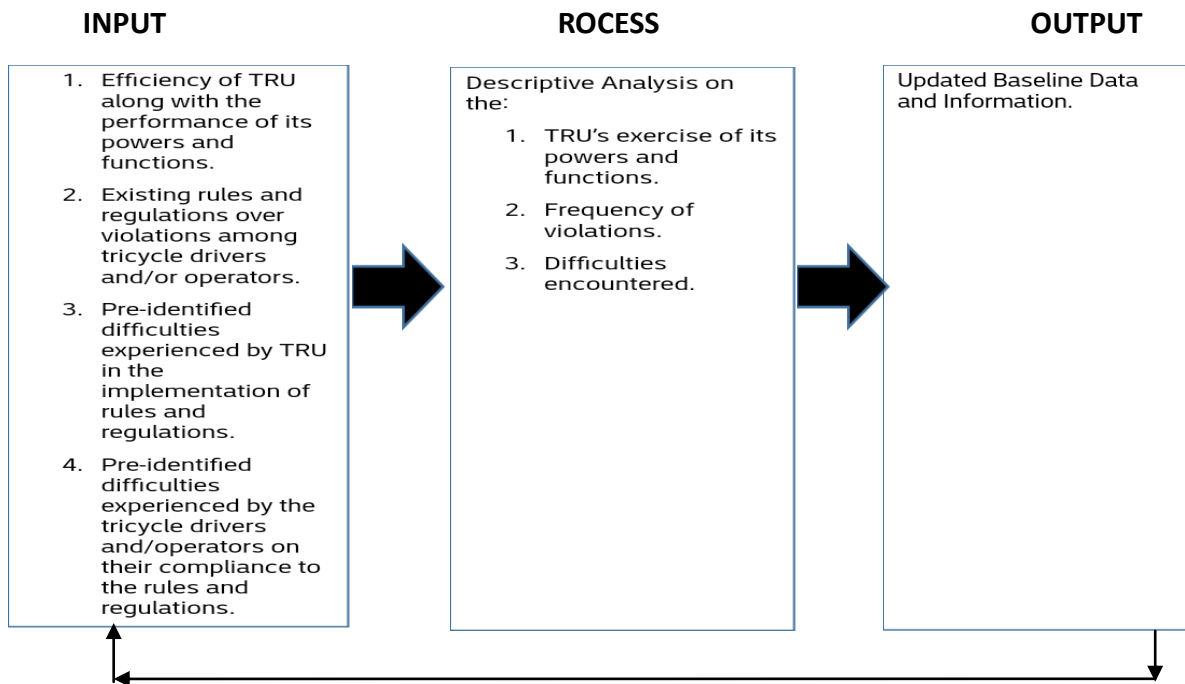 INPUT
ROCESS
OUTPUT
1. Efficiency of TRU
along with the
performance of its
powers and
functions.
2. Existing rules and
regulations over
violations among
tricycle drivers
and/or operators.
3. Pre-identified
difficulties
experienced by TRU
in the
implementation of
rules and
regulations.
4. Pre-identified
difficulties
experienced by the
tricycle drivers
and/operators on
their compliance to
the rules and
regulations.
Descriptive Analysis on
the:
1. TRU's exercise of its
powers and
functions.
2. Frequency of
violations.
3. Difficulties
encountered.
Updated Baseline Data
and Information.